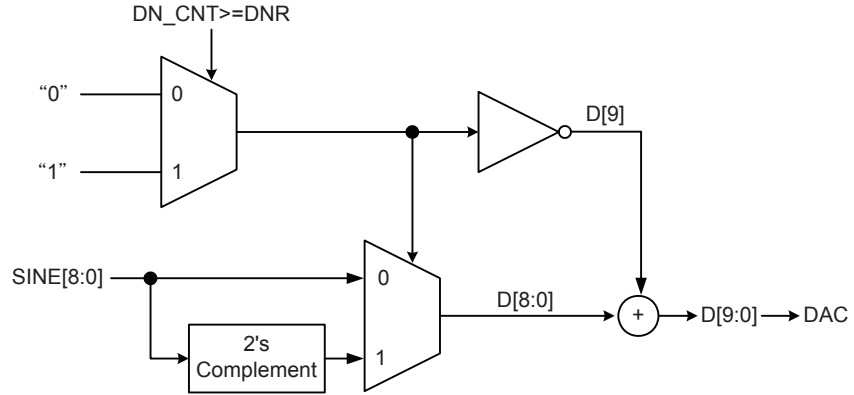 DN_CNT>=DNR
“0”
0
“1”
1
D[9]
SINE[8:0]
0
D[8:0]
+
D[9:0]
DAC
2's
Complement
1